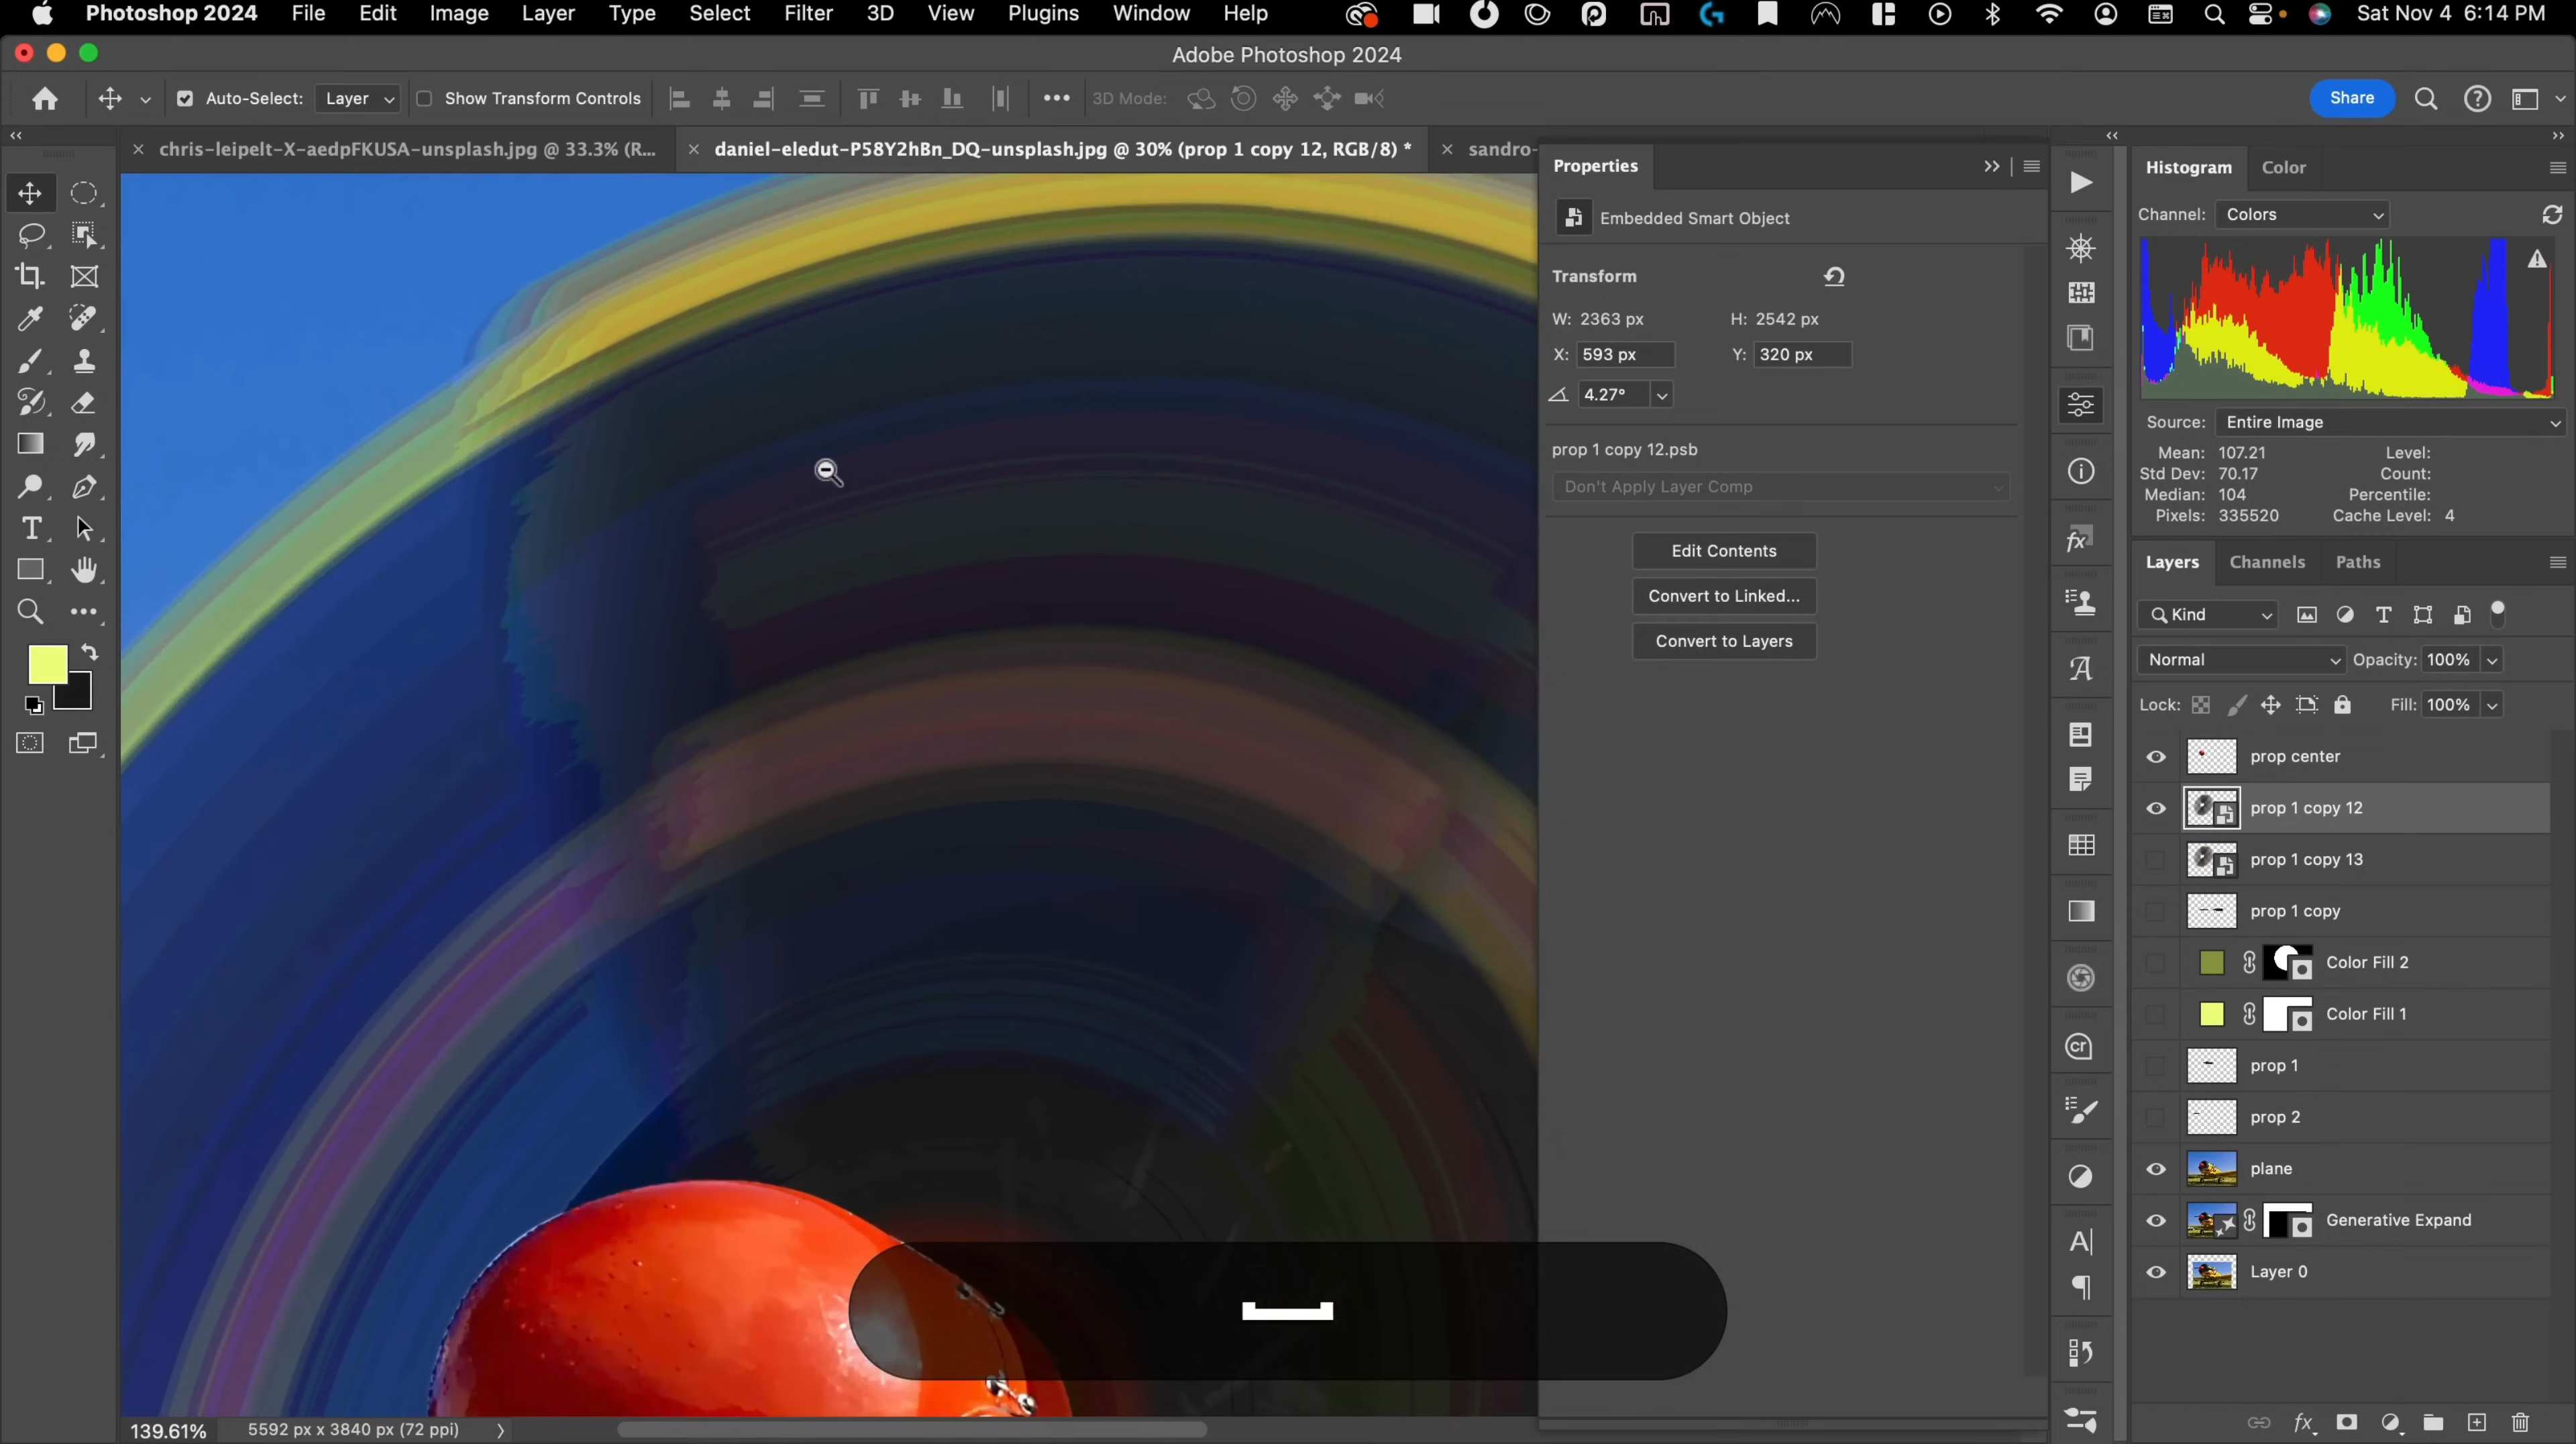 Photoshop 2024 File Edit Image Layer Type Select Filter 3D View Plugins Window Help Sat Nov 4 6:14 PM
Adobe Photoshop 2024
Auto-Select: Layer Show Transform Controls 3D Mode: Share
chris-leipelt-X-aedpFKUSA-unsplash.jpg @ 33.3% (R...
daniel-eledut-P58Y2hBn_DQ-unsplash.jpg @ 30% (prop 1 copy 12, RGB/8) *
sandro-
Properties
Embedded Smart Object
Transform
W: 2363 px H: 2542 px
X: 593 px Y: 320 px
4.27°
prop 1 copy 12.psb
Don't Apply Layer Comp
Edit Contents
Convert to Linked...
Convert to Layers
Histogram Color
Channel: Colors
Source: Entire Image
Mean: 107.21 Level:
Std Dev: 70.17 Count:
Median: 104 Percentile:
Pixels: 335520 Cache Level: 4
Layers Channels Paths
Kind
Normal Opacity: 100%
Lock: Fill: 100%
prop center
prop 1 copy 12
prop 1 copy 13
prop 1 copy
Color Fill 2
Color Fill 1
prop 1
prop 2
plane
Generative Expand
Layer 0
139.61% 5592 px x 3840 px (72 ppi)